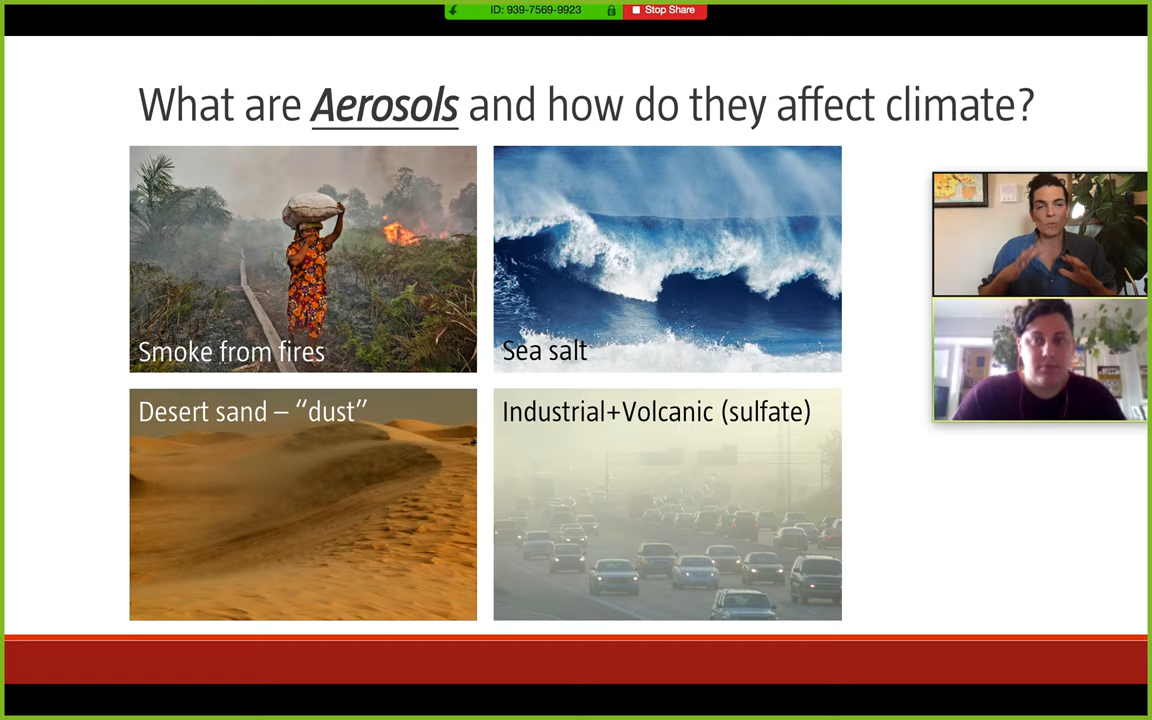 ID: 939-7569-9923
Stop Share
What are Aerosols and how do they affect climate?
Smoke from fires
Sea salt
Desert sand – “dust”
Industrial+Volcanic (sulfate)